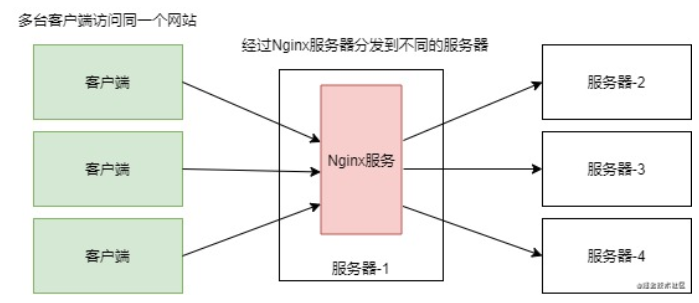 多台客户端访问同一个网站
经过Nginx服务器分发到不同的服务器
客户端
服务器-2
客户端
Nginx服务
服务器-3
客户端
服务器-4
服务器-1
@稀土掘金技术社区